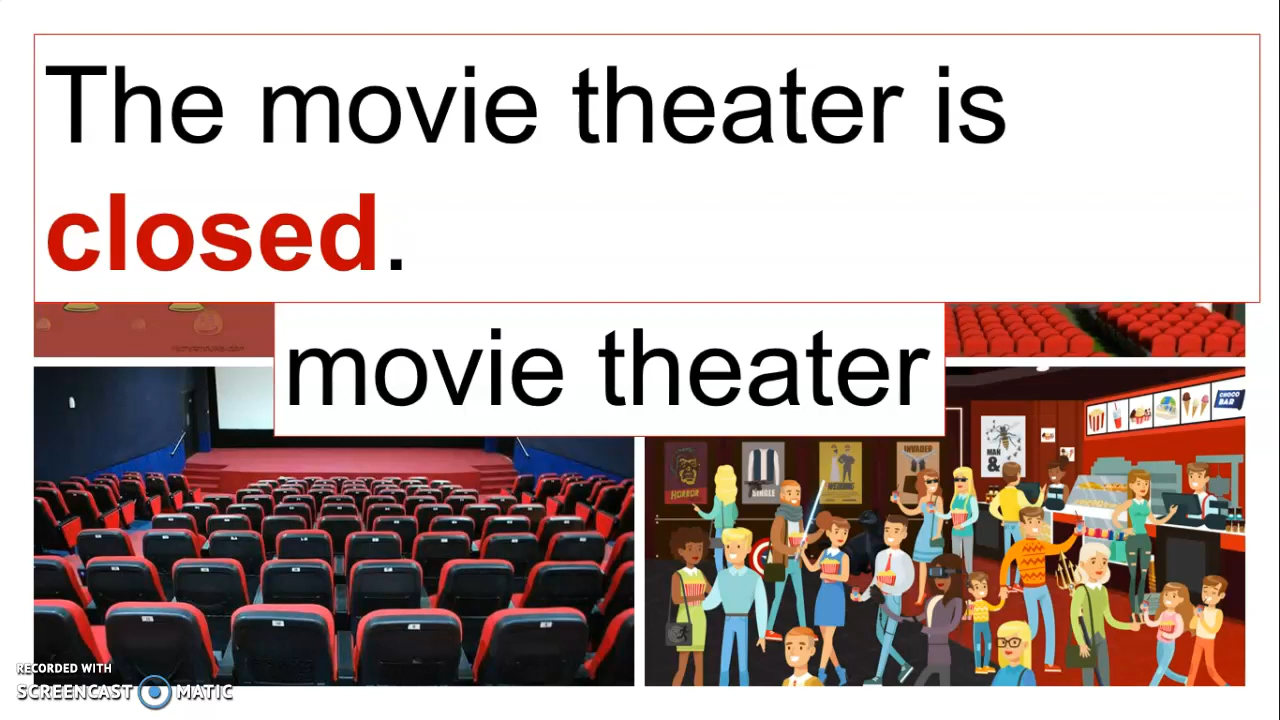 The movie theater is
closed.
movie theater
CHOCO
BAR
MAN
&
HORROR
SINGLE
WEDDING
INVADER
RECORDED WITH
SCREENCAST MATIC